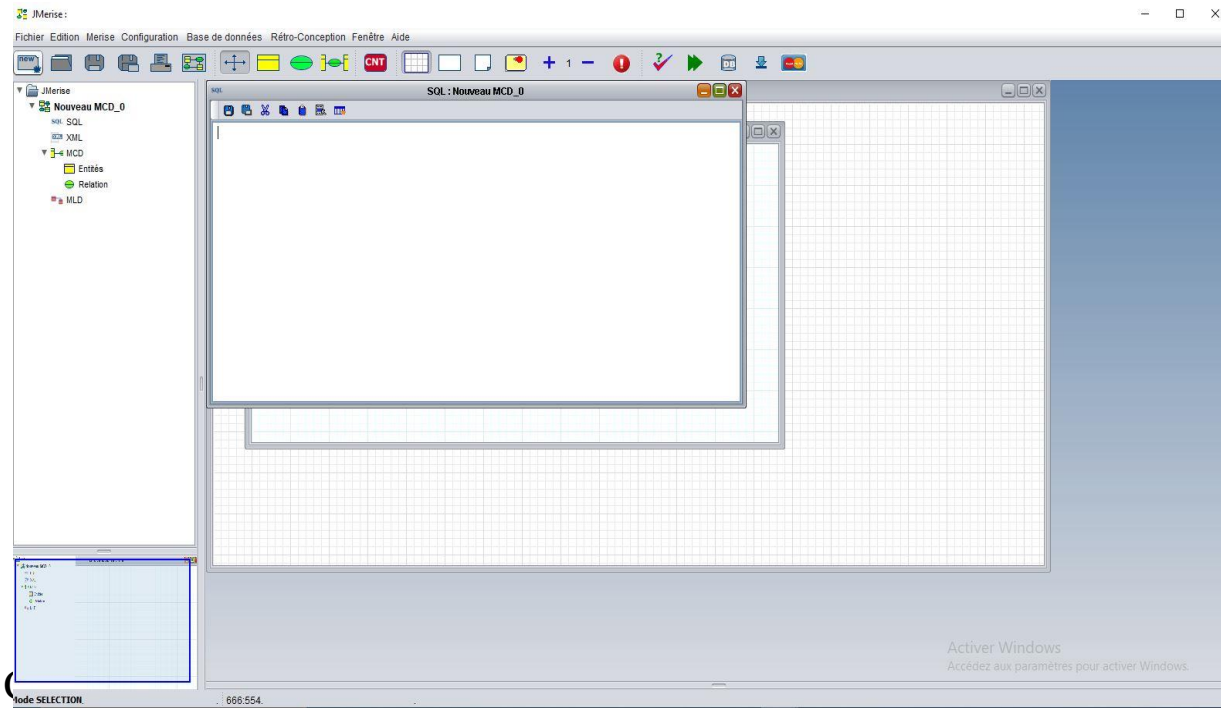 JMerise :
Fichier Edition Merise Configuration Base de données Rétro-Conception Fenêtre Aide
new
CNT
1
JMerise
Nouveau MCD_0
SQL SQL
XML
MCD
Entités
Relation
MLD
SQL SQL : Nouveau MCD_0
Activer Windows
Accédez aux paramètres pour activer Windows.
Mode SELECTION. 666:554.